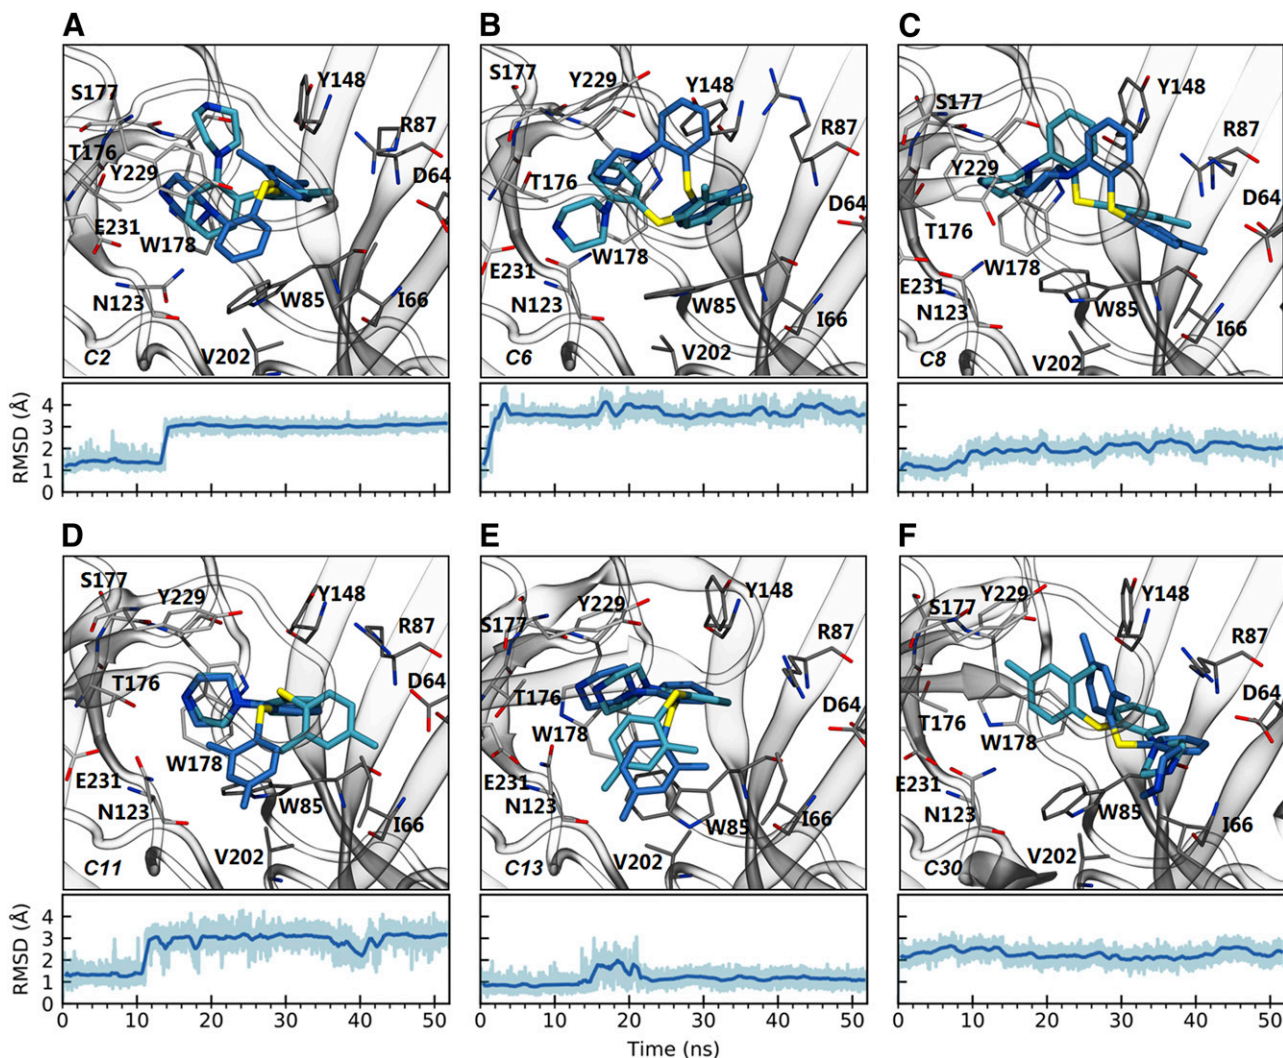 A
S177
Y148
T176
R87
Y229
D64
E231
W178
N123
W85
I66
C2
V202
B
S177
Y229
Y148
R87
T176
D64
W178
E231
N123
W85
I66
C6
V202
C
Y148
S177
R87
Y229
D64
T176
W178
E231
N123
W85
I66
C8
V202
RMSD (Å)
4
3
2
1
0
D
S177
Y229
Y148
R87
T176
D64
W178
E231
N123
W85
I66
V202
C11
E
Y148
Y229
S177
R87
T176
D64
W178
E231
N123
W85
I66
V202
C13
F
Y148
S177
Y229
R87
T176
D64
W178
E231
N123
W85
I66
V202
C30
RMSD (Å)
4
3
2
1
0
0 10 20 30 40 50
0 10 20 30 40 50
0 10 20 30 40 50
Time (ns)